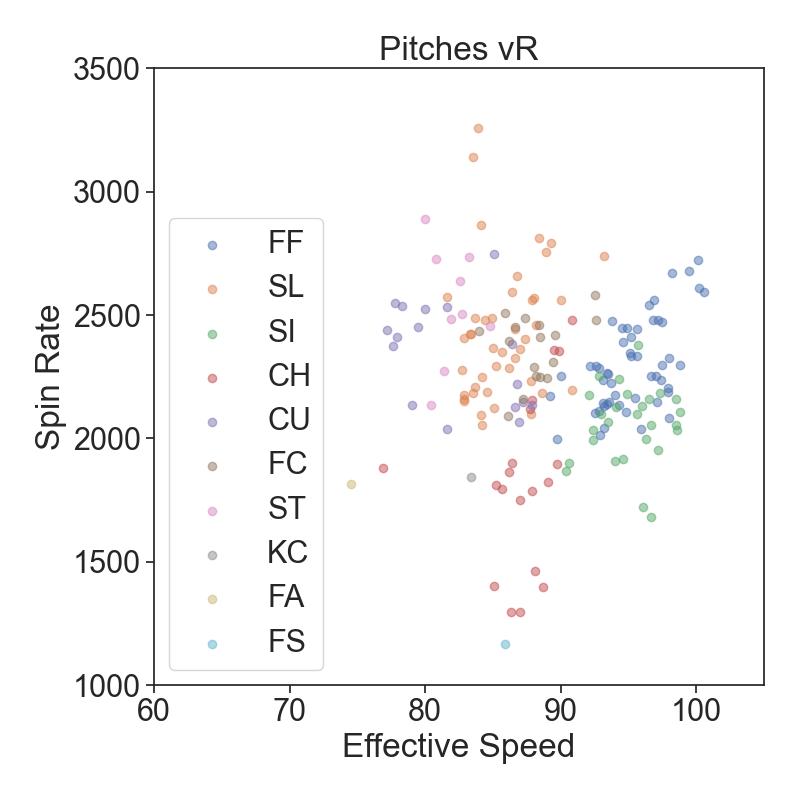 Pitches vR
3500
3000
2500
2000
1500
1000
Spin Rate
FF
SL
SI
CH
CU
FC
ST
KC
FA
FS
60 70 80 90 100
Effective Speed